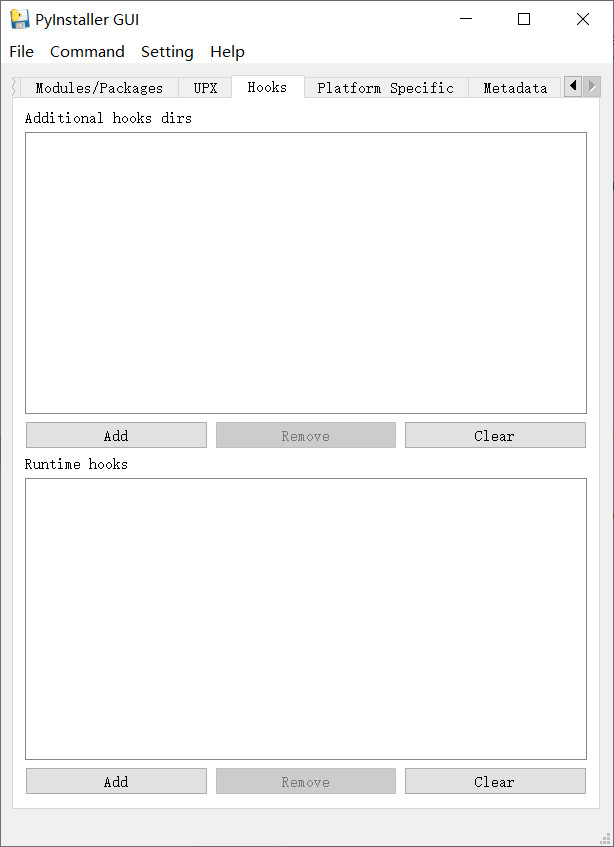 PyInstaller GUI
File Command Setting Help
Modules/Packages UPX Hooks Platform Specific Metadata
Additional hooks dirs
Add Remove Clear
Runtime hooks
Add Remove Clear